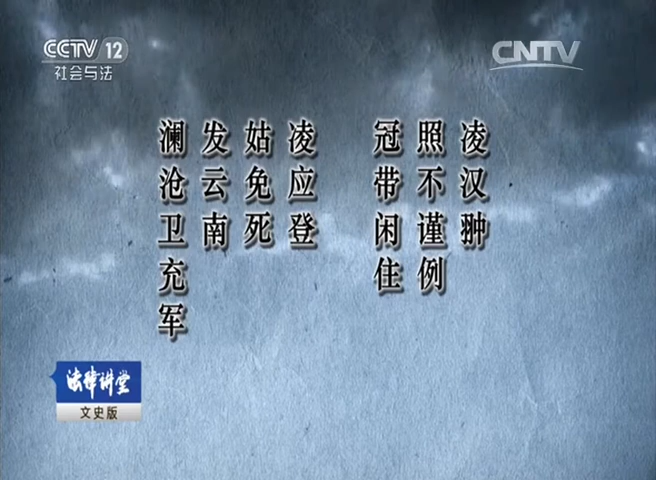 CCTV 12
社会与法
CNTV
凌汉翀
照不谨例
冠带闲住
凌应登
姑免死
发云南
澜沧卫充军
法律讲堂
文史版